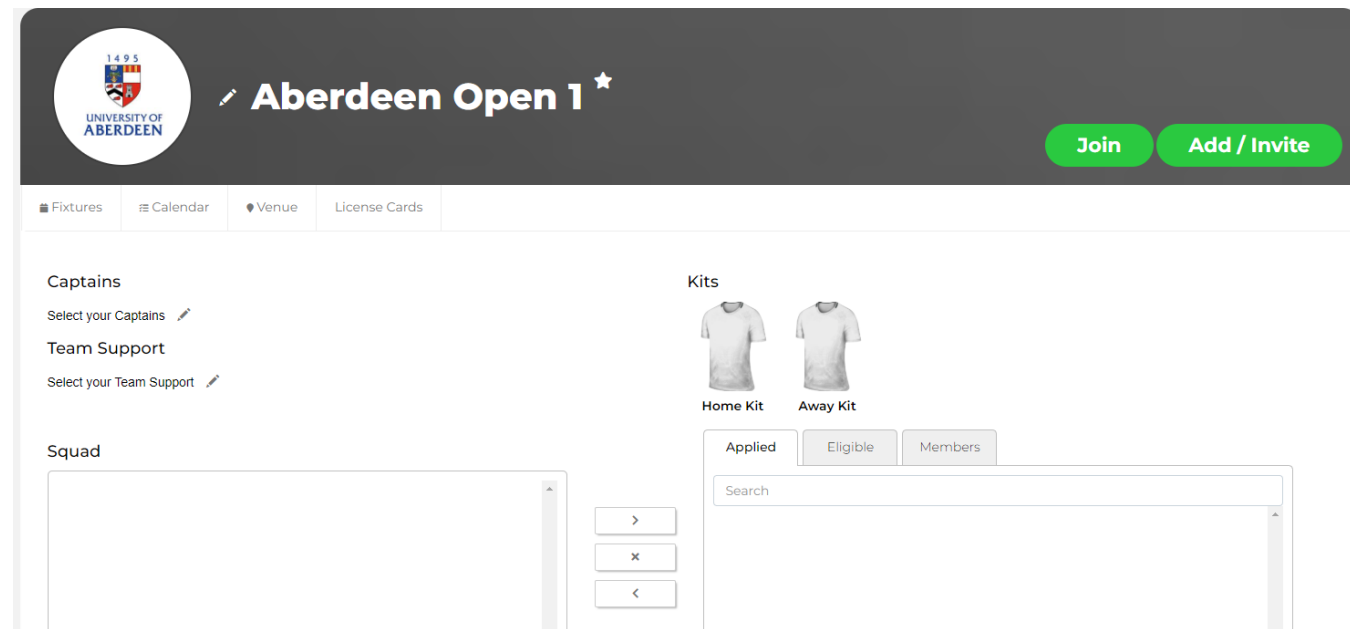 1495
UNIVERSITY OF
ABERDEEN
Aberdeen Open 1
Join
Add / Invite
Fixtures
Calendar
Venue
License Cards
Captains
Select your Captains
Team Support
Select your Team Support
Kits
Home Kit
Away Kit
Squad
Applied
Eligible
Members
Search